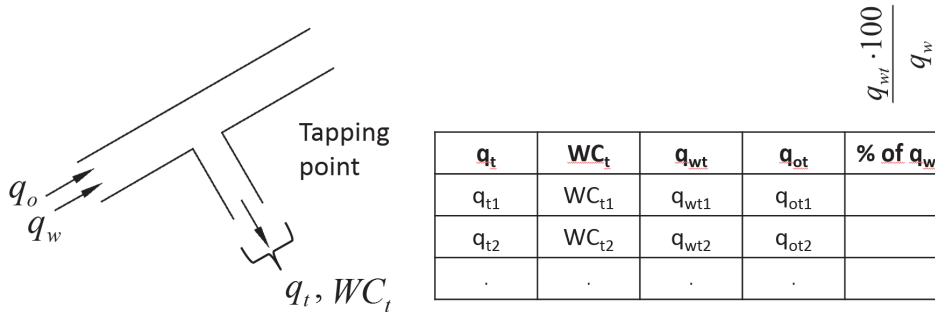 Tapping
point
q_o
q_w
q_t, WC_t
q_wt · 100
q_w
q_t WC_t q_wt q_ot % of q_w
q_t1 WC_t1 q_wt1 q_ot1
q_t2 WC_t2 q_wt2 q_ot2
. . . .